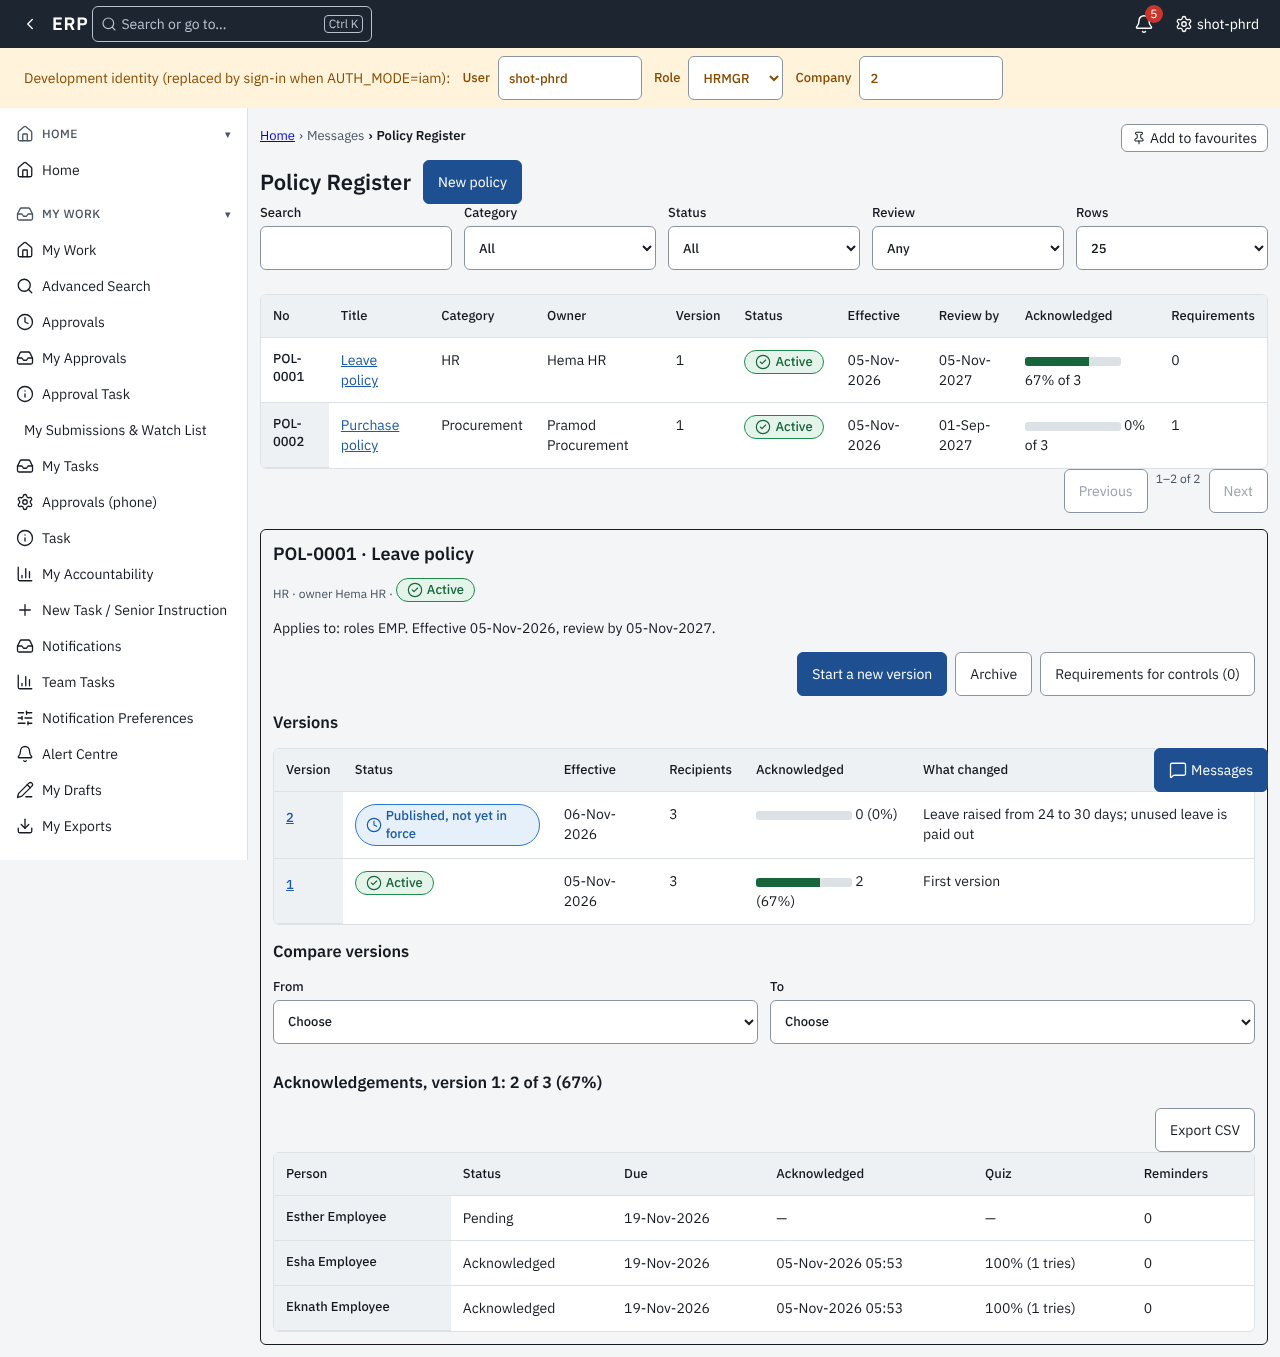 ERP Search or go to... Ctrl K 5 shot-phrd
Development identity (replaced by sign-in when AUTH_MODE=iam): User shot-phrd Role HRMGR Company 2
HOME
Home
MY WORK
My Work
Advanced Search
Approvals
My Approvals
Approval Task
My Submissions & Watch List
My Tasks
Approvals (phone)
Task
My Accountability
New Task / Senior Instruction
Notifications
Team Tasks
Notification Preferences
Alert Centre
My Drafts
My Exports
Home › Messages › Policy Register
Add to favourites
Policy Register New policy
Search Category Status Review Rows
All All Any 25
No Title Category Owner Version Status Effective Review by Acknowledged Requirements
POL-0001 Leave policy HR Hema HR 1 Active 05-Nov-2026 05-Nov-2027 67% of 3 0
POL-0002 Purchase policy Procurement Pramod Procurement 1 Active 05-Nov-2026 01-Sep-2027 0% of 3 1
Previous 1–2 of 2 Next
POL-0001 · Leave policy
HR · owner Hema HR · Active
Applies to: roles EMP. Effective 05-Nov-2026, review by 05-Nov-2027.
Start a new version Archive Requirements for controls (0)
Versions
Version Status Effective Recipients Acknowledged What changed
Messages
2 Published, not yet in force 06-Nov-2026 3 0 (0%) Leave raised from 24 to 30 days; unused leave is paid out
1 Active 05-Nov-2026 3 2 (67%) First version
Compare versions
From To
Choose Choose
Acknowledgements, version 1: 2 of 3 (67%)
Export CSV
Person Status Due Acknowledged Quiz Reminders
Esther Employee Pending 19-Nov-2026 — — 0
Esha Employee Acknowledged 19-Nov-2026 05-Nov-2026 05:53 100% (1 tries) 0
Eknath Employee Acknowledged 19-Nov-2026 05-Nov-2026 05:53 100% (1 tries) 0